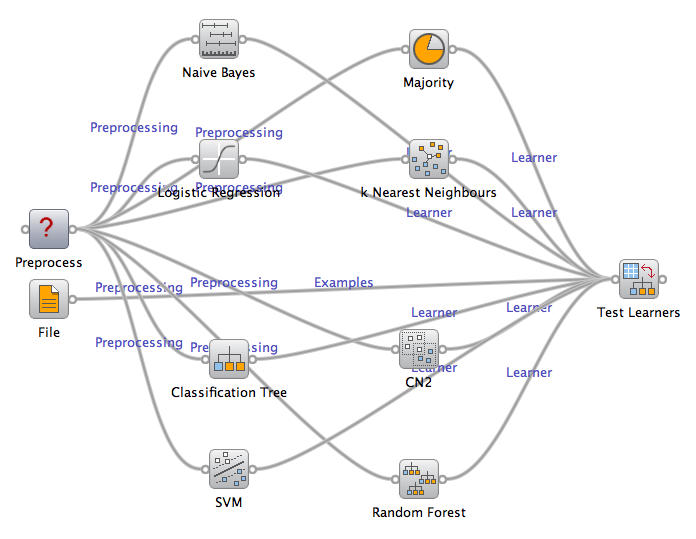 Naive Bayes
Majority
Preprocessing
Preprocessing
Learner
Learner
Preprocessing
Preprocessing
Logistic Regression
k Nearest Neighbours
Learner
Learner
?
Preprocess
Preprocessing
Preprocessing
Examples
File
Test Learners
Learner
Learner
Preprocessing
Preprocessing
Classification Tree
CN2
Learner
Learner
SVM
Random Forest